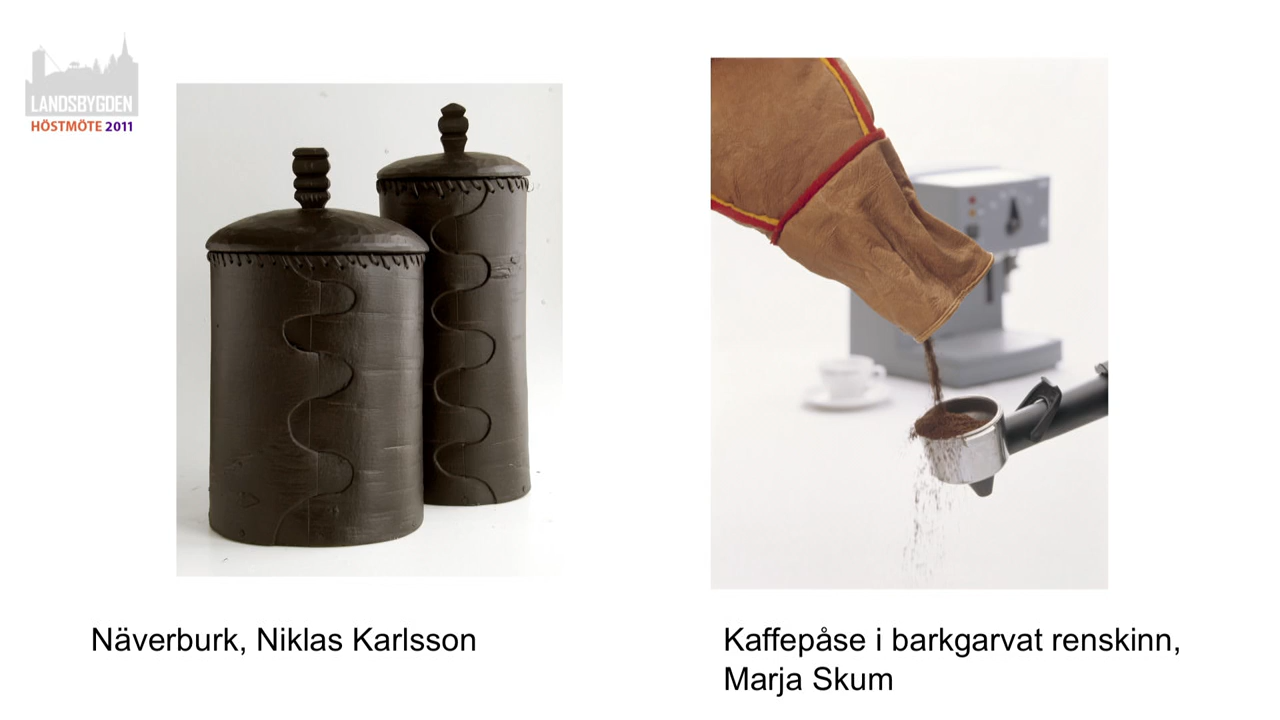 LANDSBYGDEN
HÖSTMÖTE 2011
Näverburk, Niklas Karlsson
Kaffepåse i barkgarvat renskinn,
Marja Skum